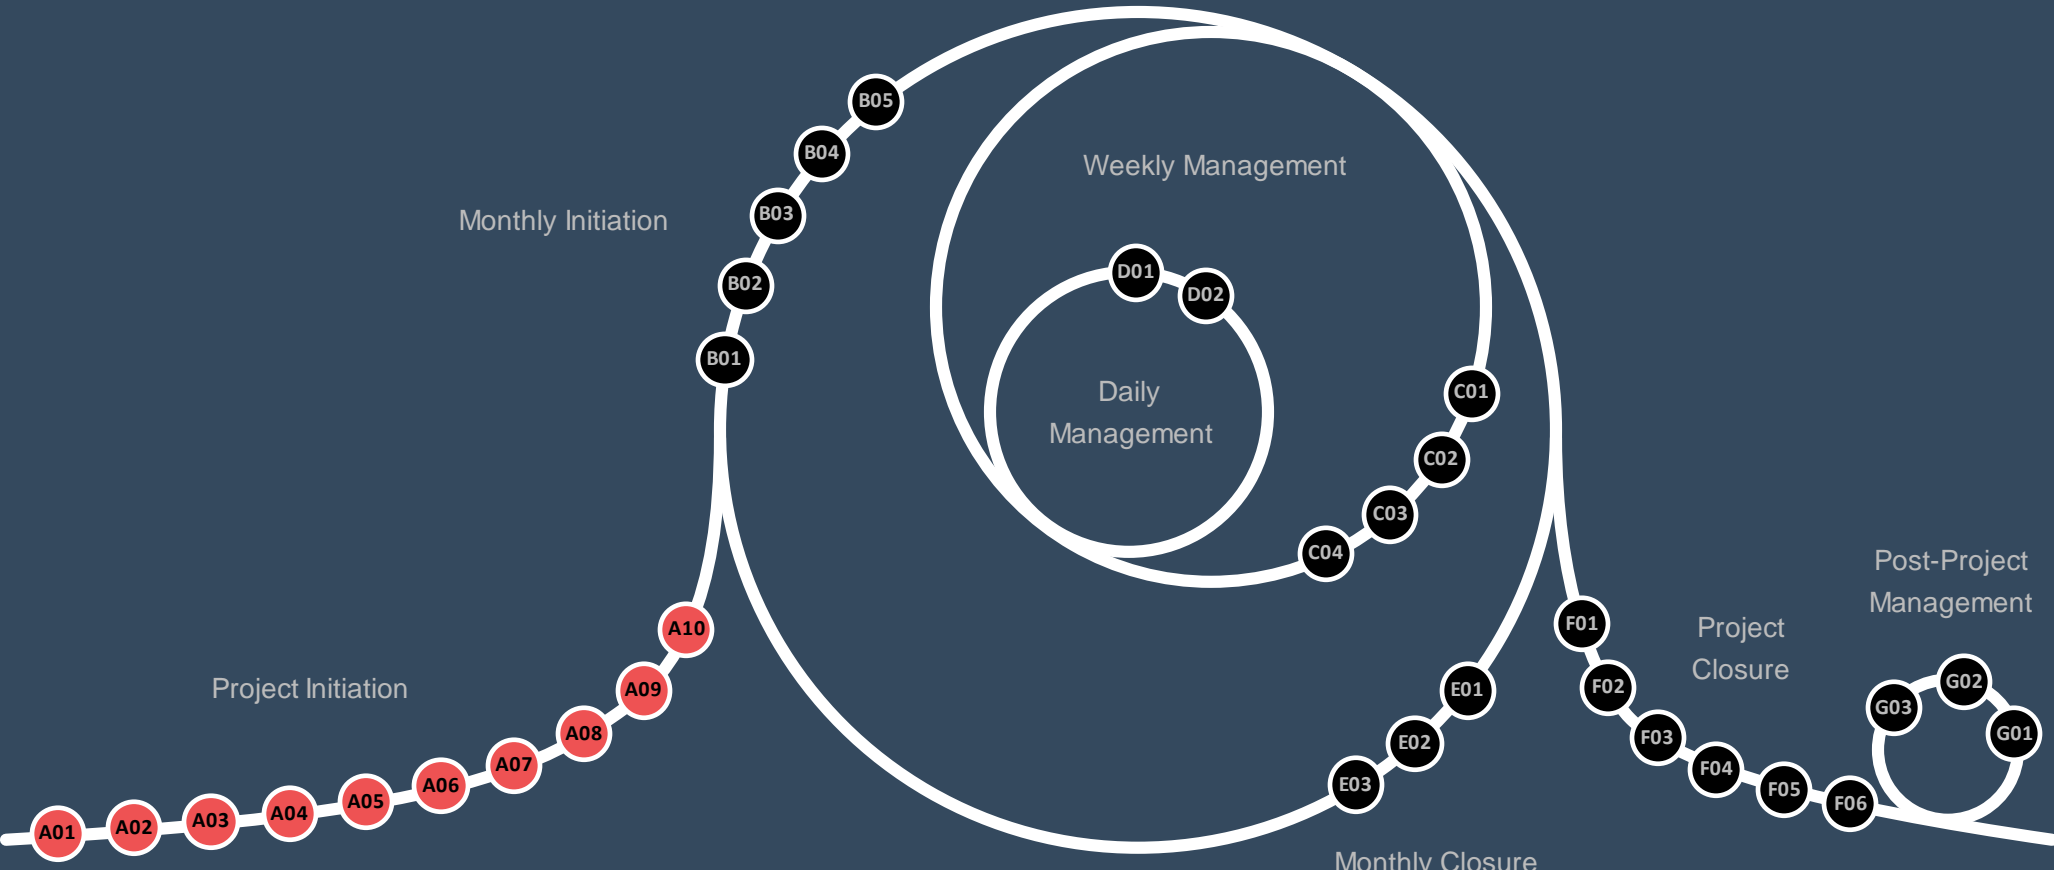 B05
B04
Weekly Management
B03
Monthly Initiation
D01
B02
D02
B01
Daily
Management
C01
C02
C03
C04
Post-Project
Management
F01
Project
Closure
A10
Project Initiation
A09
E01
F02
G02
G03
G01
A08
E02
F03
A07
F04
A06
E03
F05
A05
F06
A04
A03
A02
A01
Monthly Closure